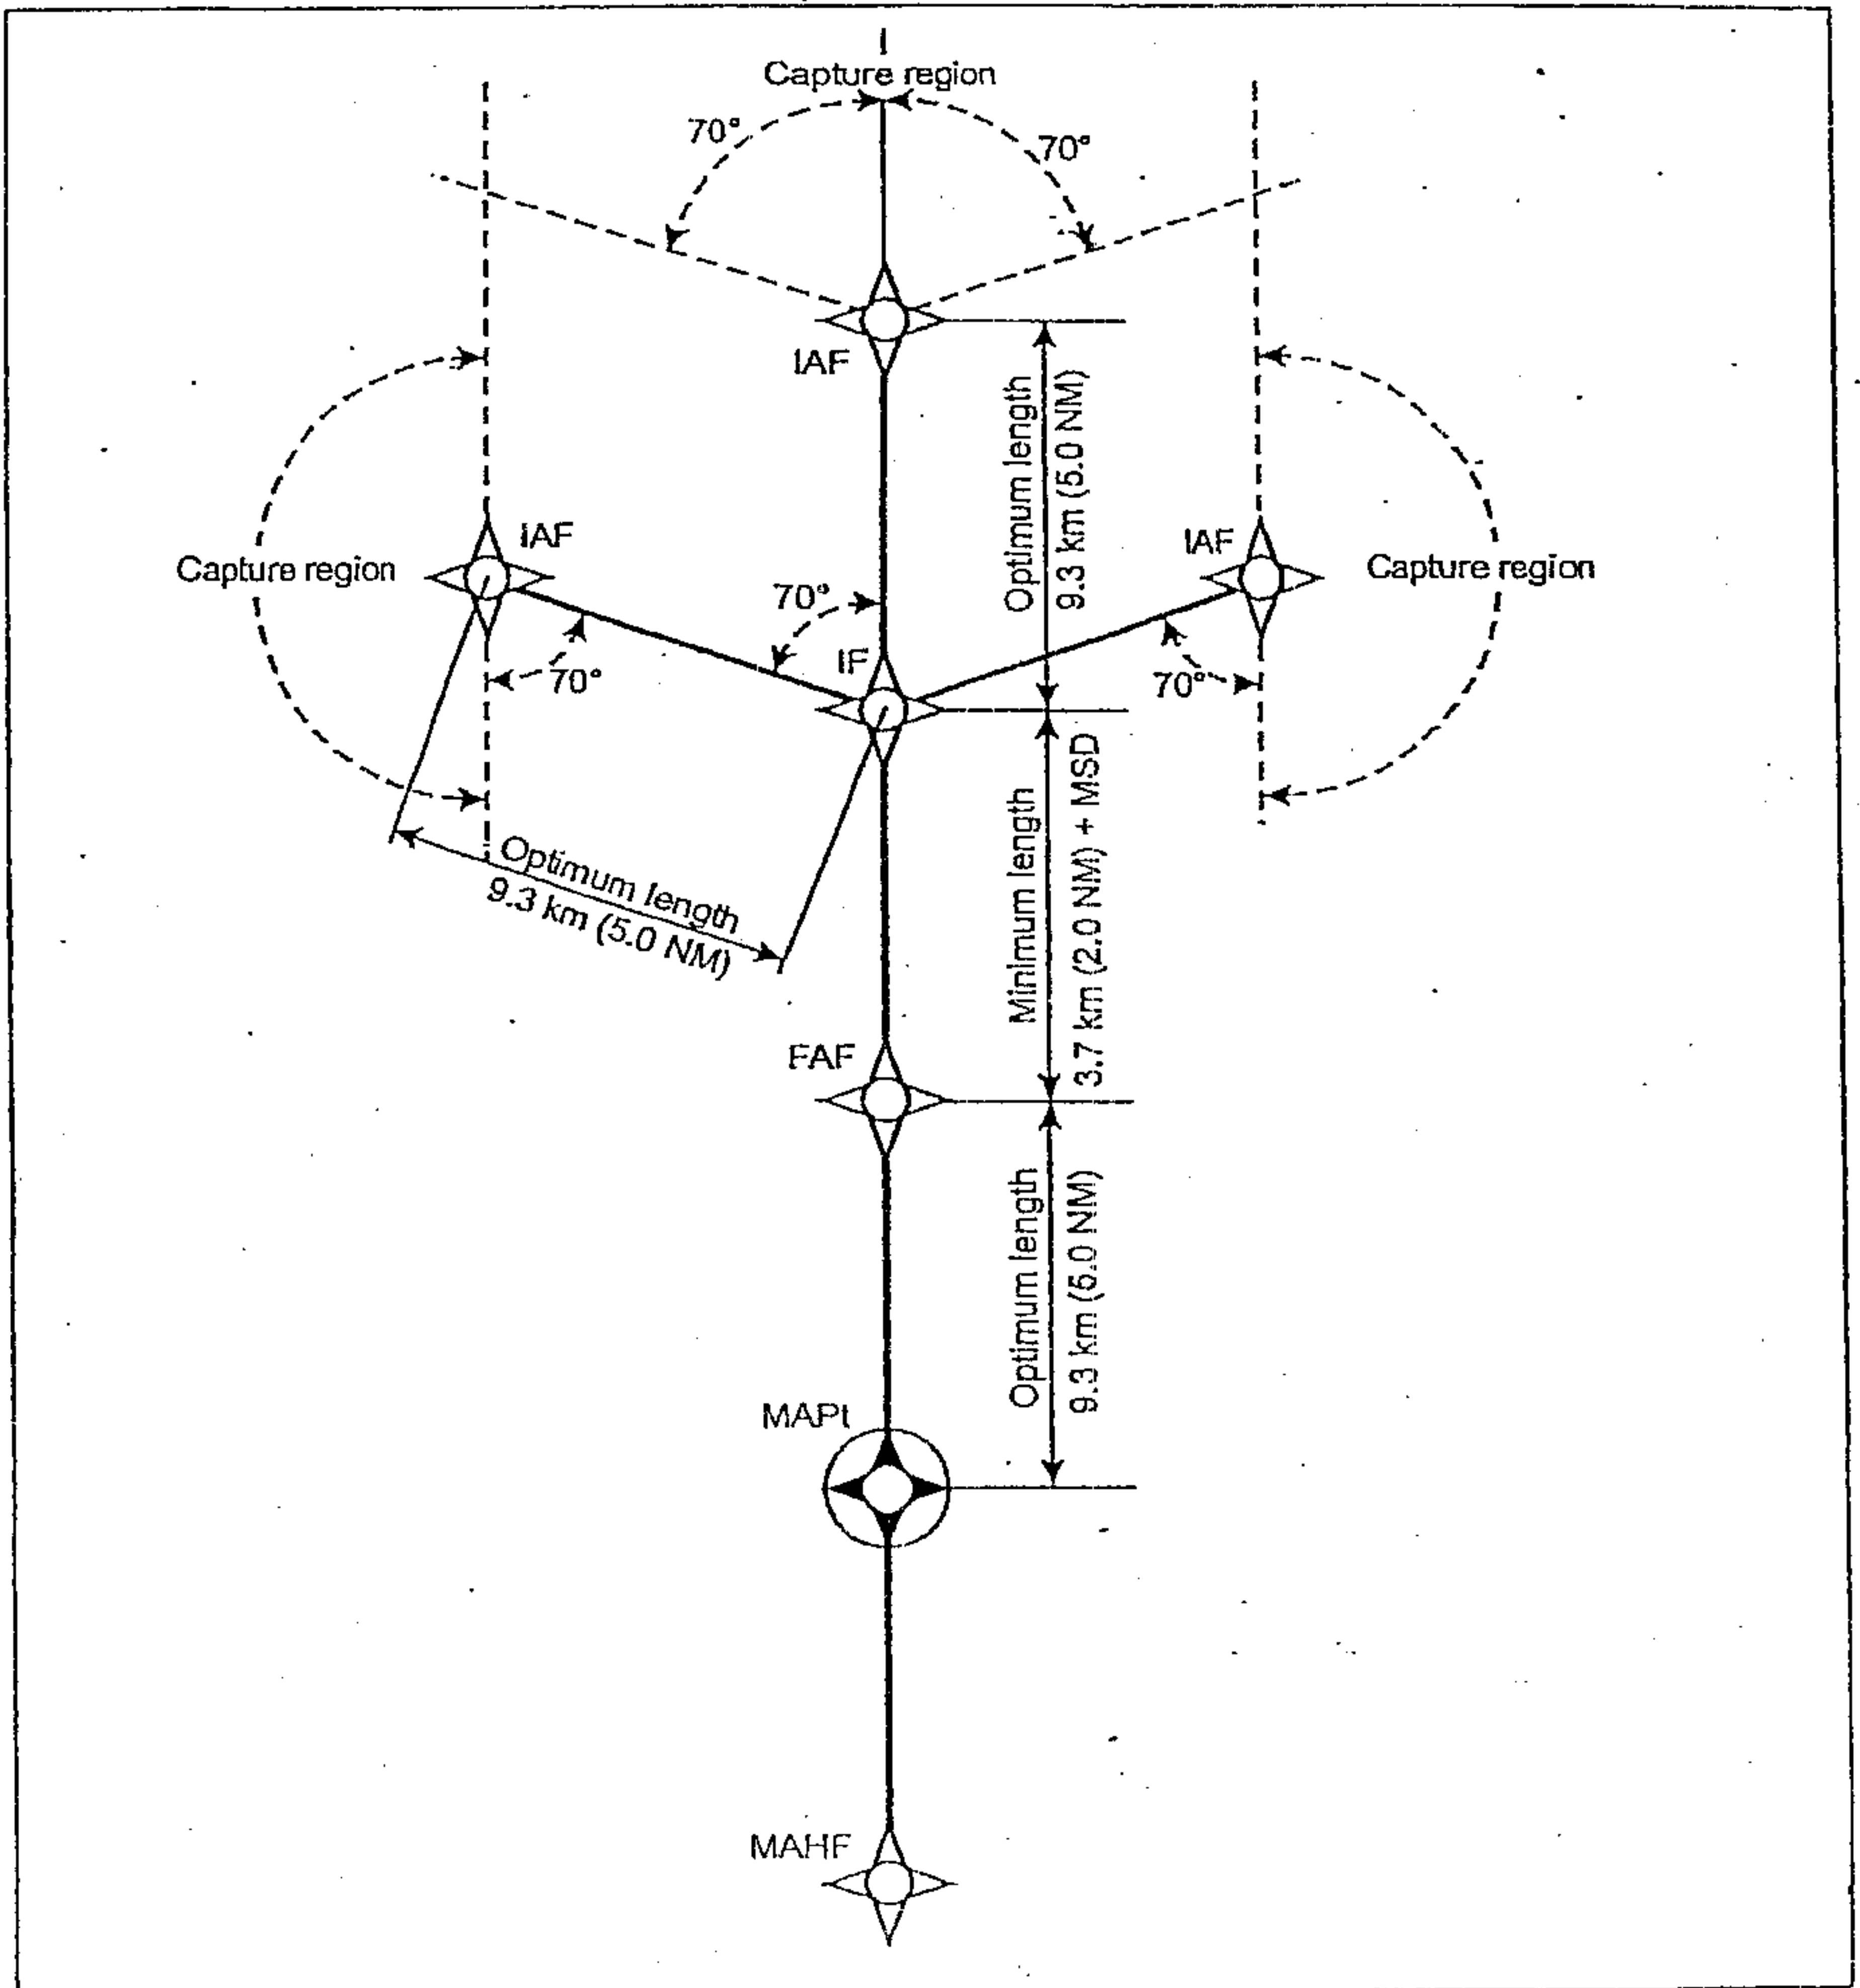 Capture region
70°
70°
IAF
Optimum length
9.3 km (5.0 NM)
IAF
Capture region
IAF
Capture region
70°
IF
70°
70°
Optimum length
9.3 km (5.0 NM)
Minimum length
3.7 km (2.0 NM) + MSD
FAF
Optimum length
9.3 km (5.0 NM)
MAPt
MAHF